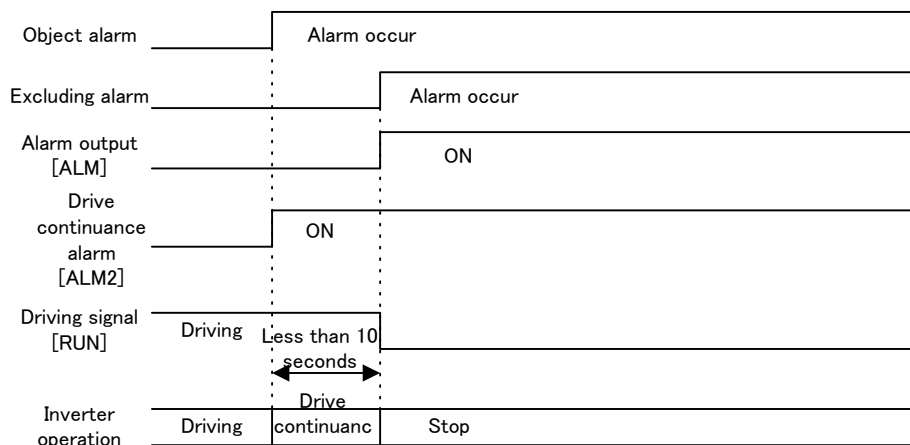 Object alarm
Alarm occur
Excluding alarm
Alarm occur
Alarm output
[ALM]
ON
Drive
continuance
alarm
[ALM2]
ON
Driving signal
[RUN]
Driving
Less than 10
seconds
Inverter
operation
Driving
Drive
continuanc
Stop